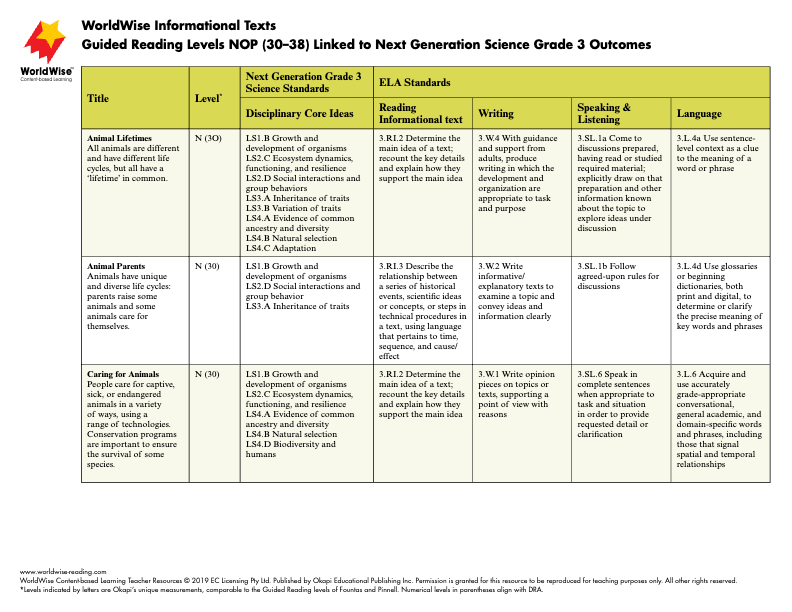 WorldWise Informational Texts
Guided Reading Levels NOP (30–38) Linked to Next Generation Science Grade 3 Outcomes
WorldWise™
Content-based Learning
Title
Level*
Next Generation Grade 3
Science Standards
ELA Standards
Disciplinary Core Ideas
Reading
Informational text
Writing
Speaking &
Listening
Language
Animal Lifetimes
All animals are different
and have different life
cycles, but all have a
‘lifetime’ in common.
N (3O)
LS1.B Growth and
development of organisms
LS2.C Ecosystem dynamics,
functioning, and resilience
LS2.D Social interactions and
group behaviors
LS3.A Inheritance of traits
LS3.B Variation of traits
LS4.A Evidence of common
ancestry and diversity
LS4.B Natural selection
LS4.C Adaptation
3.RI.2 Determine the
main idea of a text;
recount the key details
and explain how they
support the main idea
3.W.4 With guidance
and support from
adults, produce
writing in which the
development and
organization are
appropriate to task
and purpose
3.SL.1a Come to
discussions prepared,
having read or studied
required material;
explicitly draw on that
preparation and other
information known
about the topic to
explore ideas under
discussion
3.L.4a Use sentence-
level context as a clue
to the meaning of a
word or phrase
Animal Parents
Animals have unique
and diverse life cycles:
parents raise some
animals and some
animals care for
themselves.
N (30)
LS1.B Growth and
development of organisms
LS2.D Social interactions and
group behavior
LS3.A Inheritance of traits
3.RI.3 Describe the
relationship between
a series of historical
events, scientific ideas
or concepts, or steps in
technical procedures in
a text, using language
that pertains to time,
sequence, and cause/
effect
3.W.2 Write
informative/
explanatory texts to
examine a topic and
convey ideas and
information clearly
3.SL.1b Follow
agreed-upon rules for
discussions
3.L.4d Use glossaries
or beginning
dictionaries, both
print and digital, to
determine or clarify
the precise meaning of
key words and phrases
Caring for Animals
People care for captive,
sick, or endangered
animals in a variety
of ways, using a
range of technologies.
Conservation programs
are important to ensure
the survival of some
species.
N (30)
LS1.B Growth and
development of organisms
LS2.C Ecosystem dynamics,
functioning, and resilience
LS4.A Evidence of common
ancestry and diversity
LS4.B Natural selection
LS4.D Biodiversity and
humans
3.RI.2 Determine the
main idea of a text;
recount the key details
and explain how they
support the main idea
3.W.1 Write opinion
pieces on topics or
texts, supporting a
point of view with
reasons
3.SL.6 Speak in
complete sentences
when appropriate to
task and situation
in order to provide
requested detail or
clarification
3.L.6 Acquire and
use accurately
grade-appropriate
conversational,
general academic, and
domain-specific words
and phrases, including
those that signal
spatial and temporal
relationships
www.worldwise-reading.com
WorldWise Content-based Learning Teacher Resources © 2019 EC Licensing Pty Ltd. Published by Okapi Educational Publishing Inc. Permission is granted for this resource to be reproduced for teaching purposes only. All other rights reserved.
*Levels indicated by letters are Okapi’s unique measurements, comparable to the Guided Reading levels of Fountas and Pinnell. Numerical levels in parentheses align with DRA.